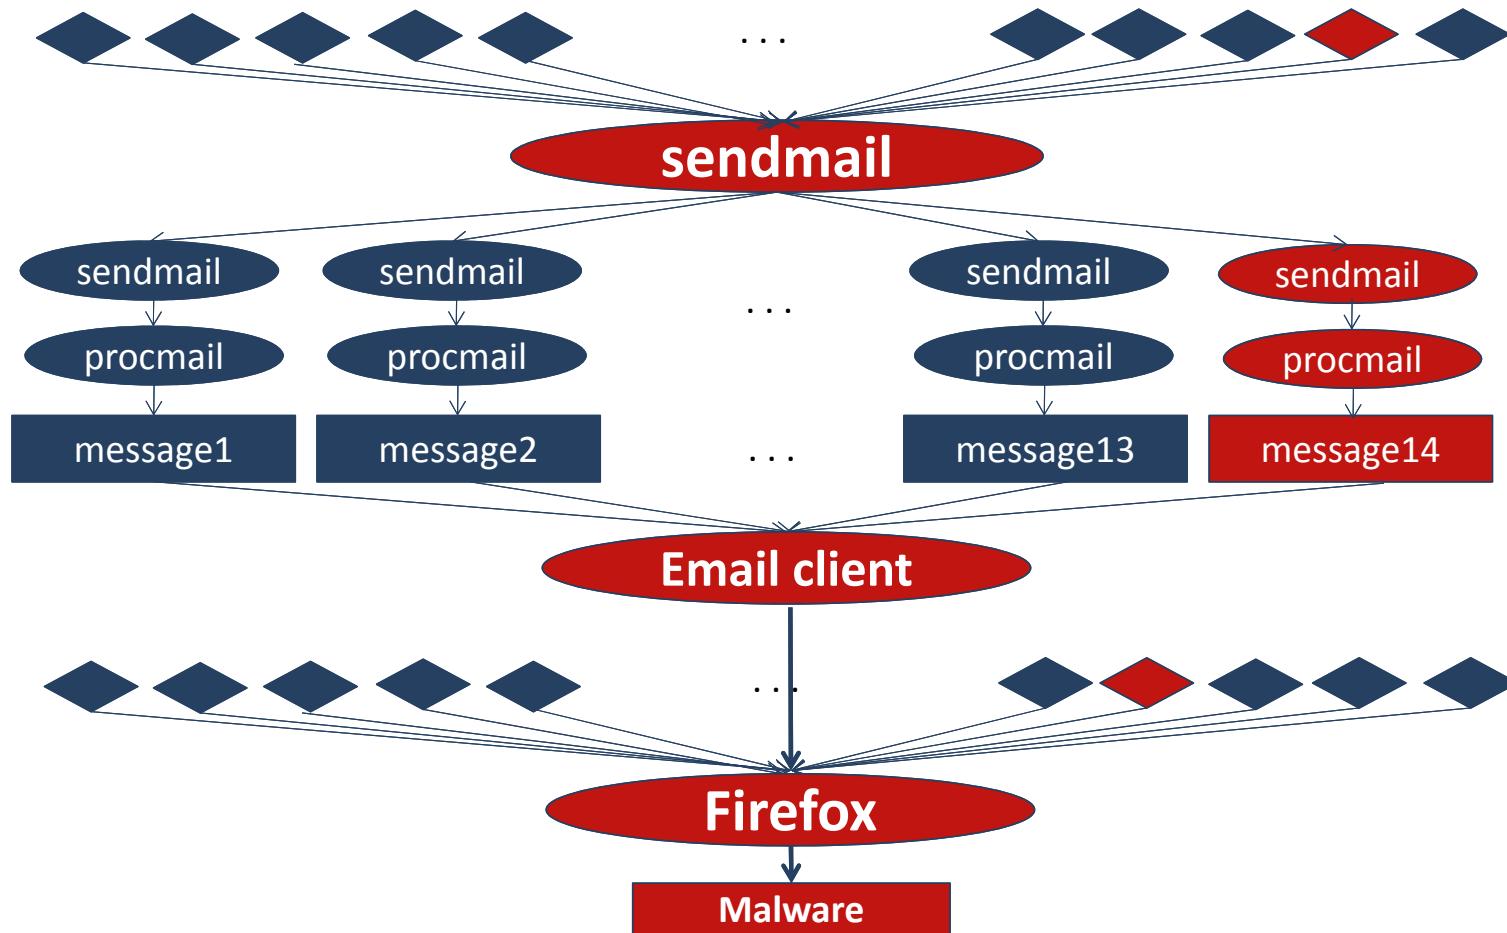 . . .
sendmail
sendmail sendmail sendmail sendmail
. . .
procmail procmail procmail procmail
message1 message2 . . . message13 message14
Email client
. . .
Firefox
Malware